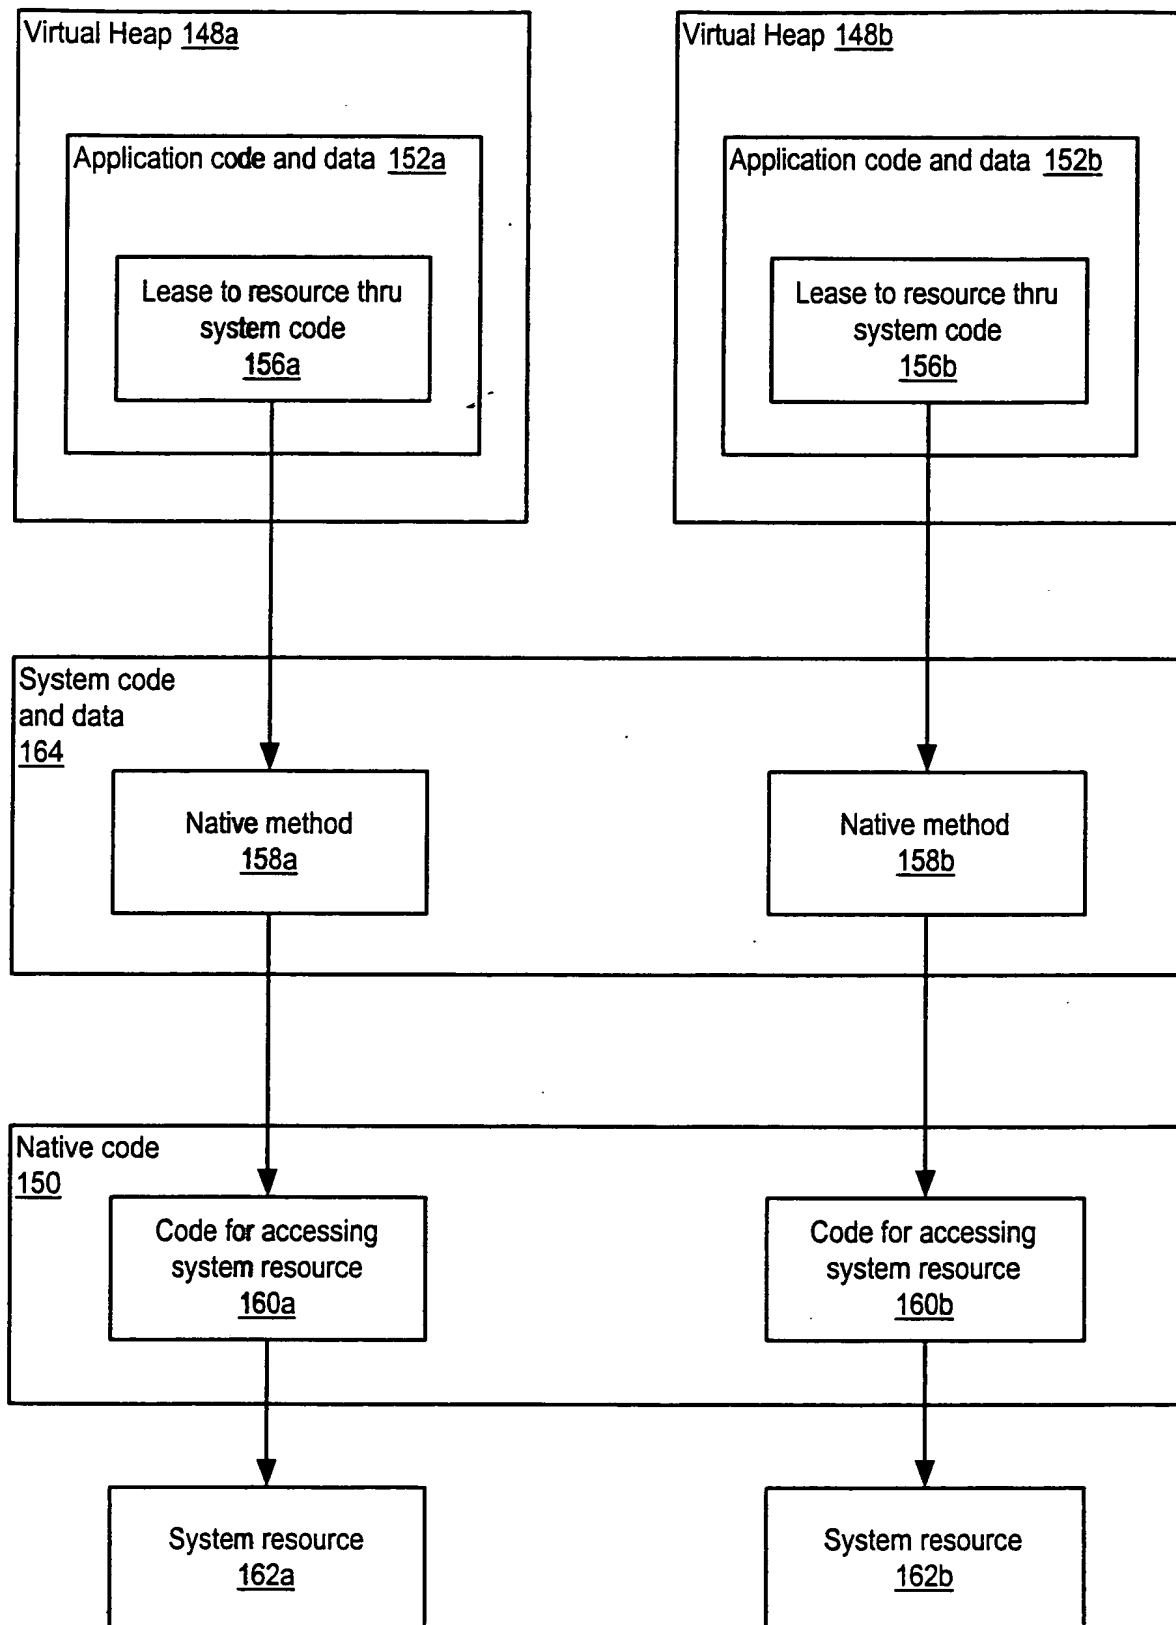 Virtual Heap 148a
Application code and data 152a
Lease to resource thru
system code
156a
Virtual Heap 148b
Application code and data 152b
Lease to resource thru
system code
156b
System code
and data
164
Native method
158a
Native method
158b
Native code
150
Code for accessing
system resource
160a
Code for accessing
system resource
160b
System resource
162a
System resource
162b